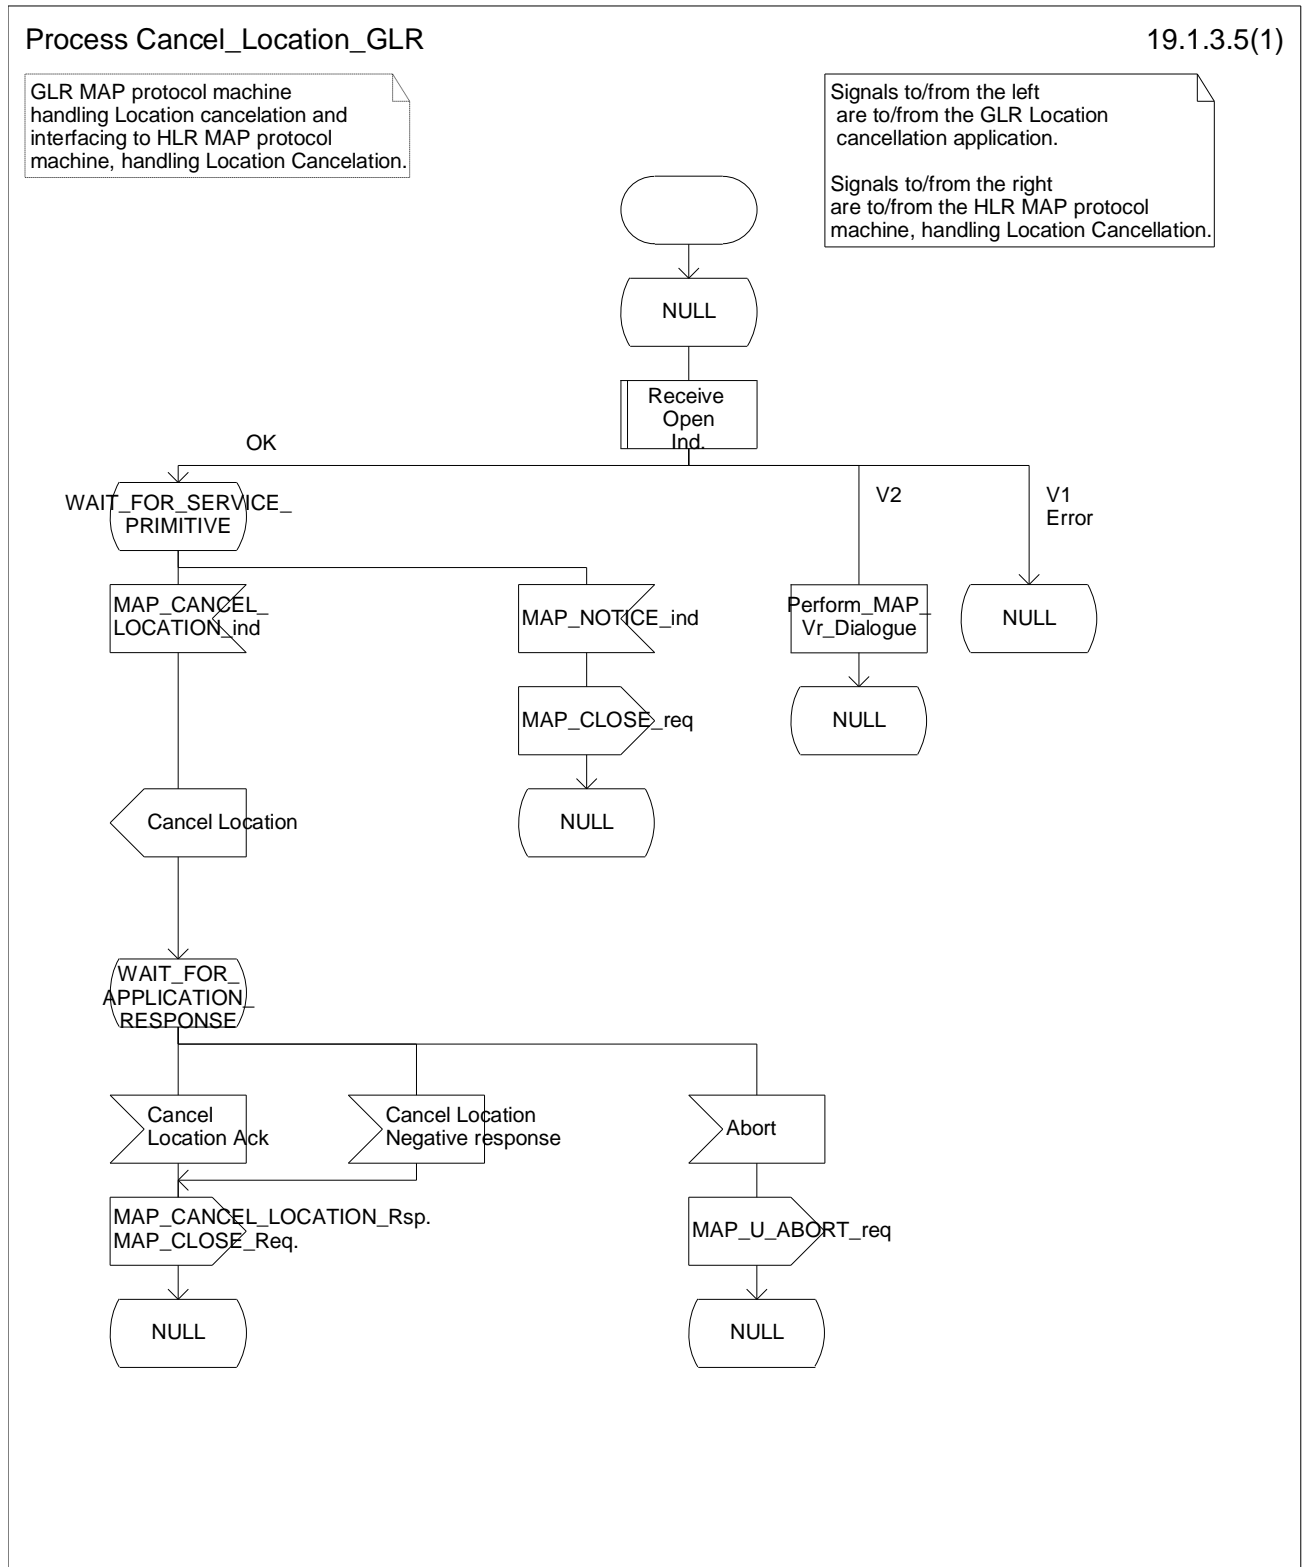 Process Cancel_Location_GLR
19.1.3.5(1)
GLR MAP protocol machine
handling Location cancelation and
interfacing to HLR MAP protocol
machine, handling Location Cancelation.
Signals to/from the left
are to/from the GLR Location
cancellation application.
Signals to/from the right
are to/from the HLR MAP protocol
machine, handling Location Cancellation.
NULL
Receive
Open
Ind.
OK
V2
V1
Error
WAIT_FOR_SERVICE_
PRIMITIVE
MAP_CANCEL_
LOCATION_ind
MAP_NOTICE_ind
Perform_MAP_
Vr_Dialogue
NULL
MAP_CLOSE_req
NULL
Cancel Location
NULL
WAIT_FOR_
APPLICATION_
RESPONSE
Cancel
Location Ack
Cancel Location
Negative response
Abort
MAP_CANCEL_LOCATION_Rsp.
MAP_CLOSE_Req.
MAP_U_ABORT_req
NULL
NULL